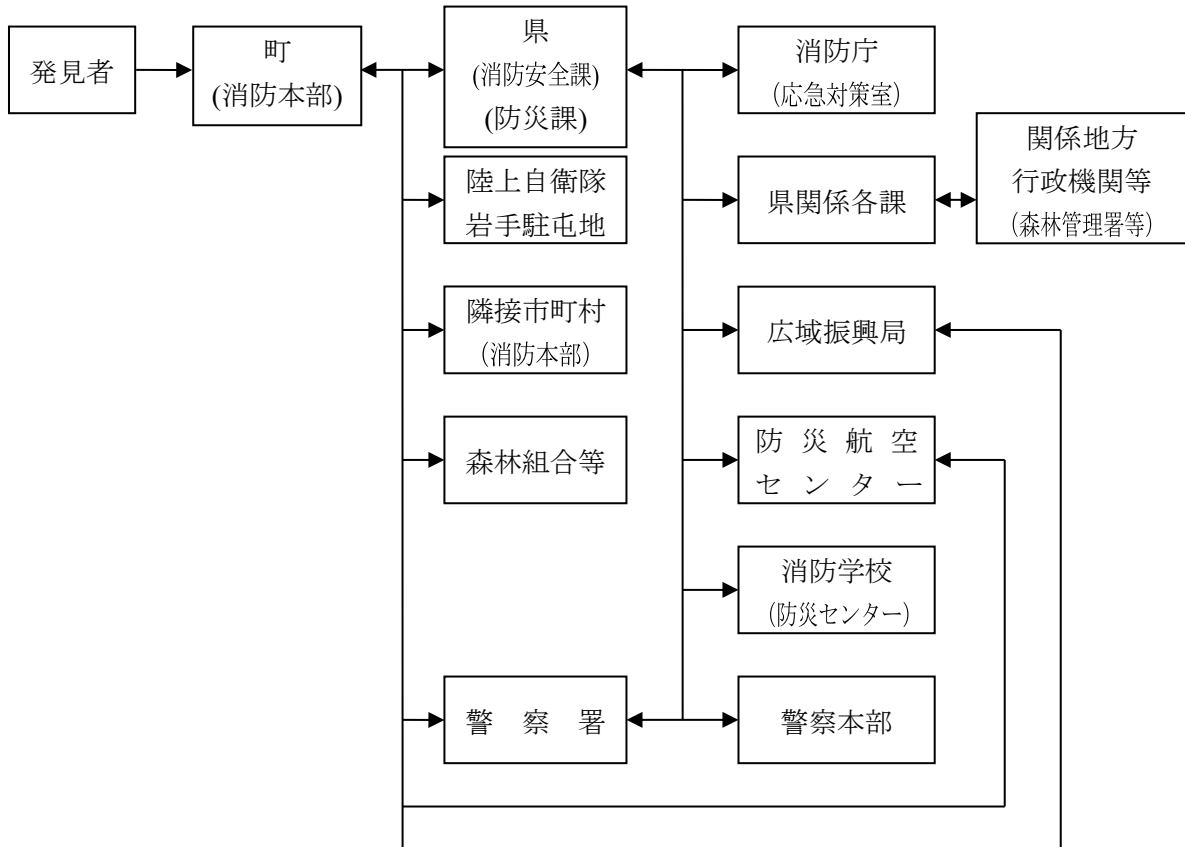 発見者
町
(消防本部)
県
(消防安全課)
(防災課)
消防庁
（応急対策室）
関係地方
行政機関等
（森林管理署等）
陸上自衛隊
岩手駐屯地
県関係各課
隣接市町村
（消防本部）
広域振興局
森林組合等
防災航空
センター
消防学校
（防災センター）
警察署
警察本部